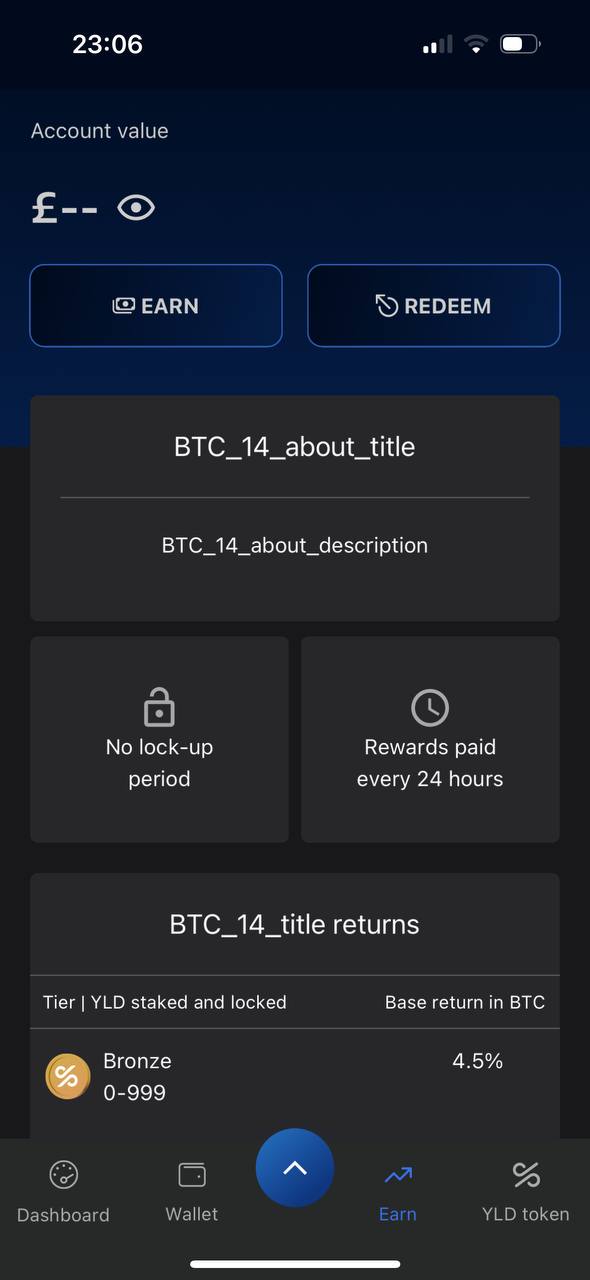 23:06
Account value
£--
EARN
REDEEM
BTC_14_about_title
BTC_14_about_description
No lock-up
period
Rewards paid
every 24 hours
BTC_14_title returns
Tier | YLD staked and locked
Base return in BTC
Bronze
4.5%
0-999
Dashboard
Wallet
Earn
YLD token